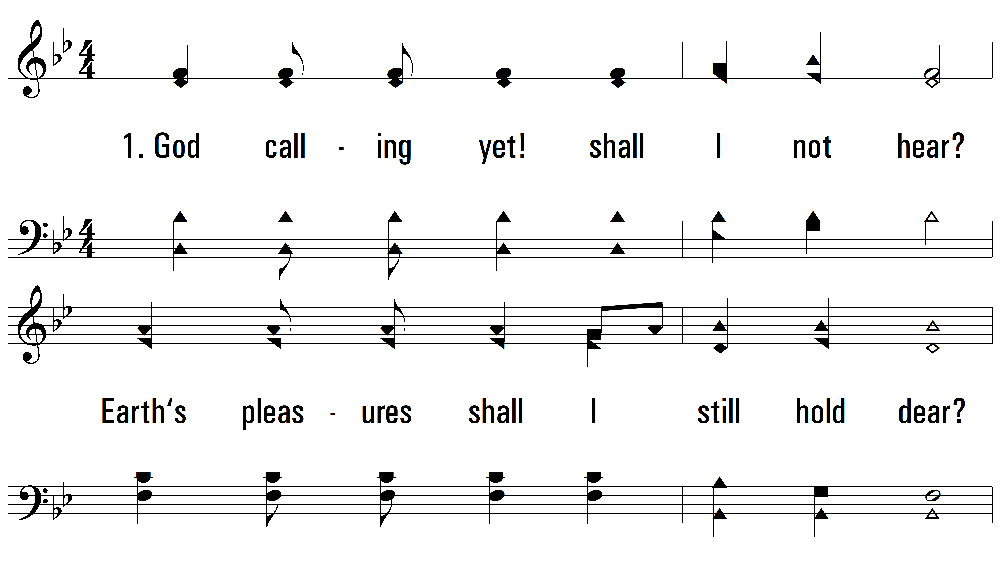 1. God call - ing yet! shall I not hear?
Earth‘s pleas - ures shall I still hold dear?